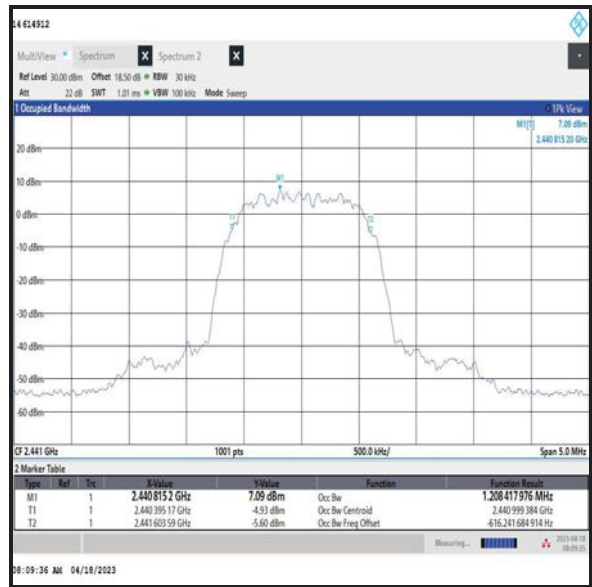 14 614912
MultiView Spectrum X Spectrum 2 X
Ref Level 30.00 dBm Offset 18.50 dB RBW 30 kHz
Att 22 dB SWT 1.01 ms VBW 100 kHz Mode Sweep
1 Occupied Bandwidth 1Pk View
M1[1] 7.09 dBm
2.440 815 20 GHz
20 dBm
M1
10 dBm
0 dBm
T1 T2
-10 dBm
-20 dBm
-30 dBm
-40 dBm
-50 dBm
-60 dBm
CF 2.441 GHz 1001 pts 500.0 kHz/ Span 5.0 MHz
2 Marker Table
Type Ref Trc X-Value Y-Value Function Function Result
M1 1 2.440 815 2 GHz 7.09 dBm Occ Bw 1.208 417 976 MHz
T1 1 2.440 395 17 GHz -4.93 dBm Occ Bw Centroid 2.440 999 384 GHz
T2 1 2.441 603 59 GHz -5.60 dBm Occ Bw Freq Offset -616.241 684 914 Hz
Measuring...
08:09:35
08:09:36 AM 04/18/2023